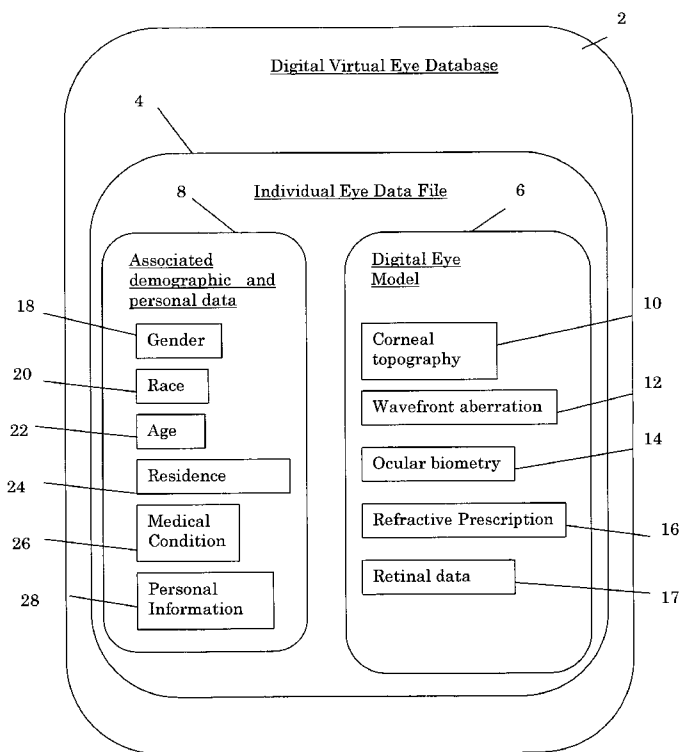 2
Digital Virtual Eye Database
4
Individual Eye Data File
8
6
Associated
demographic and
personal data
Digital Eye
Model
18
Gender
20
Race
22
Age
24
Residence
26
Medical
Condition
28
Personal
Information
10
Corneal
topography
12
Wavefront aberration
14
Ocular biometry
Refractive Prescription
16
Retinal data
17